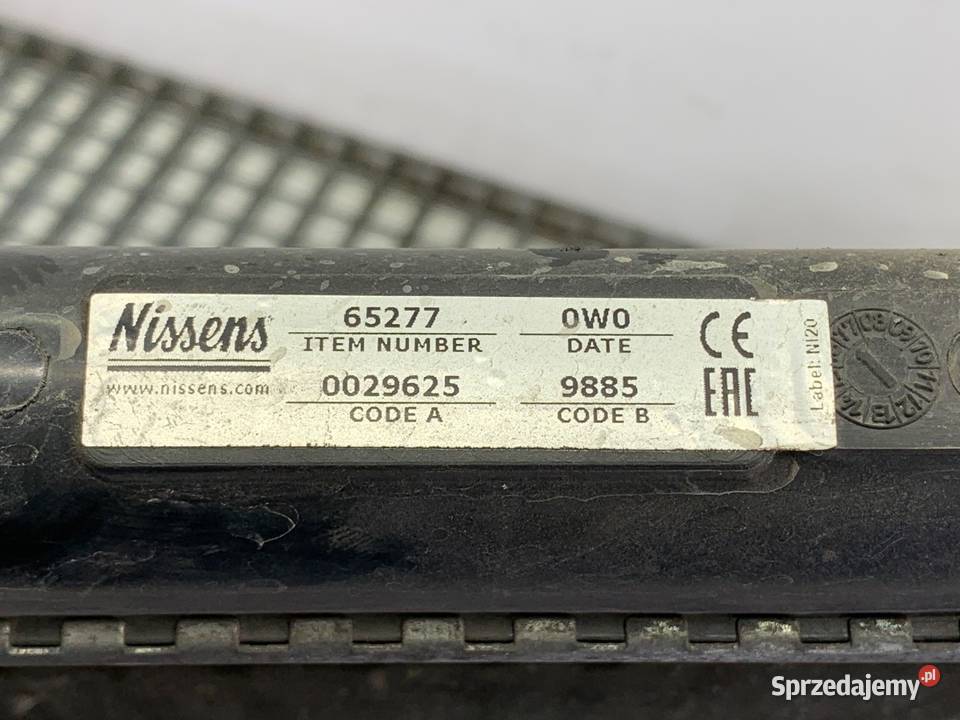 Nissens
www.nissens.com
65277
ITEM NUMBER
0W0
DATE
0029625
CODE A
9885
CODE B
CE
EAC
Label: NI20
Sprzedajemy.pl